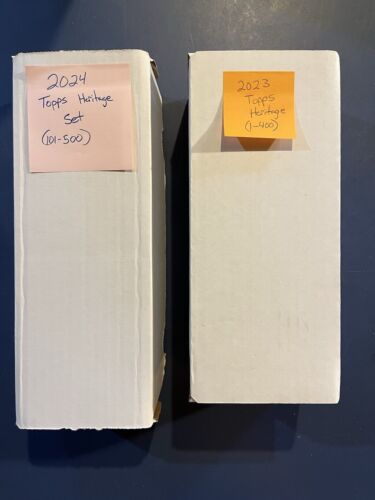 2024
Topps Heritage
Set
(101-500)
2023
Topps
Heritage
(1-400)